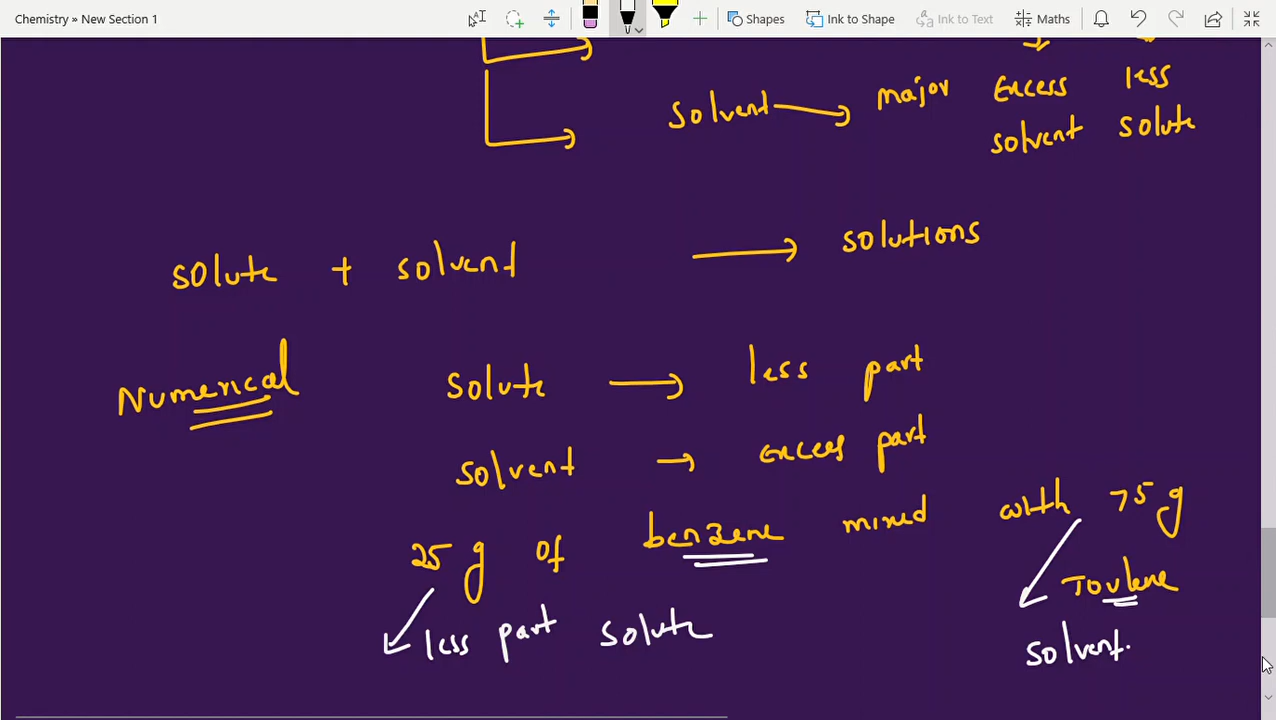 Chemistry » New Section 1
Shapes
Ink to Shape
Ink to Text
Maths
Excess less
solvent → major
solvent solute
solute + solvent → solutions
Numerical
solute → less part
solvent → excees part
25 g of benzene mixed with 75 g
Toulene
less part solute
solvent.